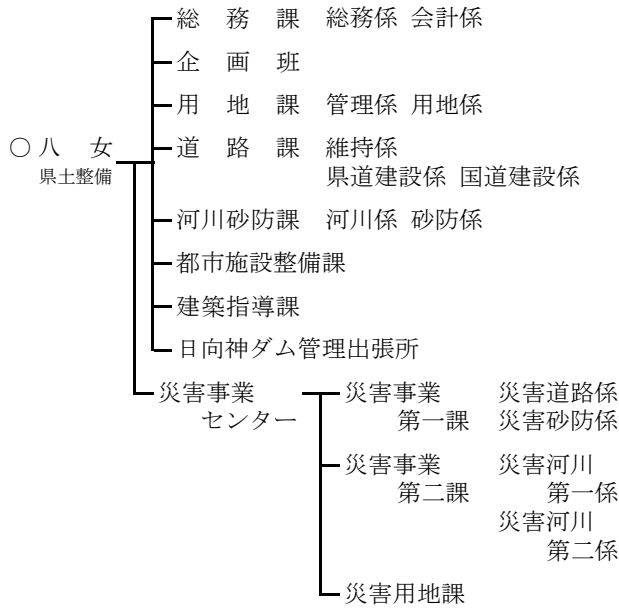 総務課 総務係 会計係
企画班
用地課 管理係 用地係
○八女 道路課 維持係
県土整備 県道建設係 国道建設係
河川砂防課 河川係 砂防係
都市施設整備課
建築指導課
日向神ダム管理出張所
災害事業 災害事業 災害道路係
センター 第一課 災害砂防係
災害事業 災害河川
第二課 第一係
災害河川
第二係
災害用地課